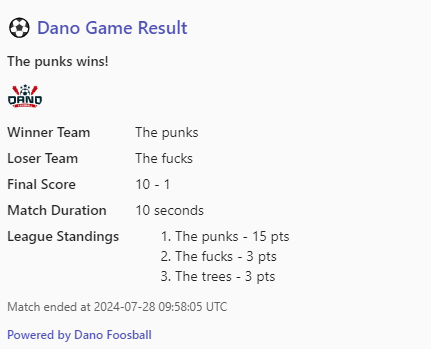 Dano Game Result
The punks wins!
DANO
Winner Team The punks
Loser Team The fucks
Final Score 10 - 1
Match Duration 10 seconds
League Standings 1. The punks - 15 pts
2. The fucks - 3 pts
3. The trees - 3 pts
Match ended at 2024-07-28 09:58:05 UTC
Powered by Dano Foosball